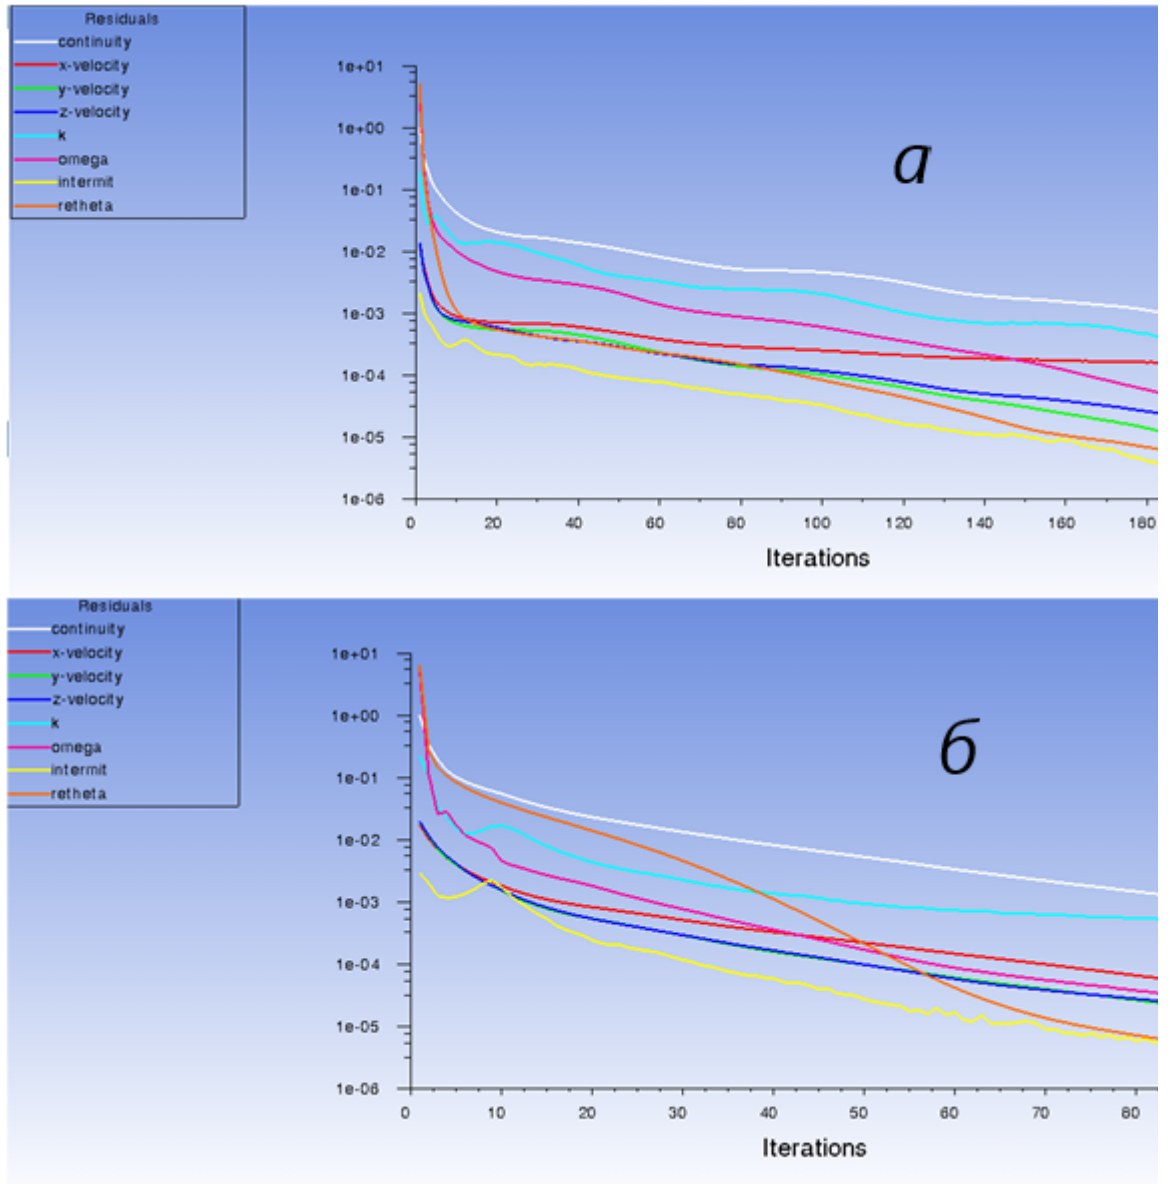 Residuals
continuity
x-velocity
y-velocity
z-velocity
k
omega
intermit
retheta
1e+01
1e+00
1e-01
1e-02
1e-03
1e-04
1e-05
1e-06
0 20 40 60 80 100 120 140 160 180
Iterations
а
Residuals
continuity
x-velocity
y-velocity
z-velocity
k
omega
intermit
retheta
1e+01
1e+00
1e-01
1e-02
1e-03
1e-04
1e-05
1e-06
0 10 20 30 40 50 60 70 80
Iterations
б